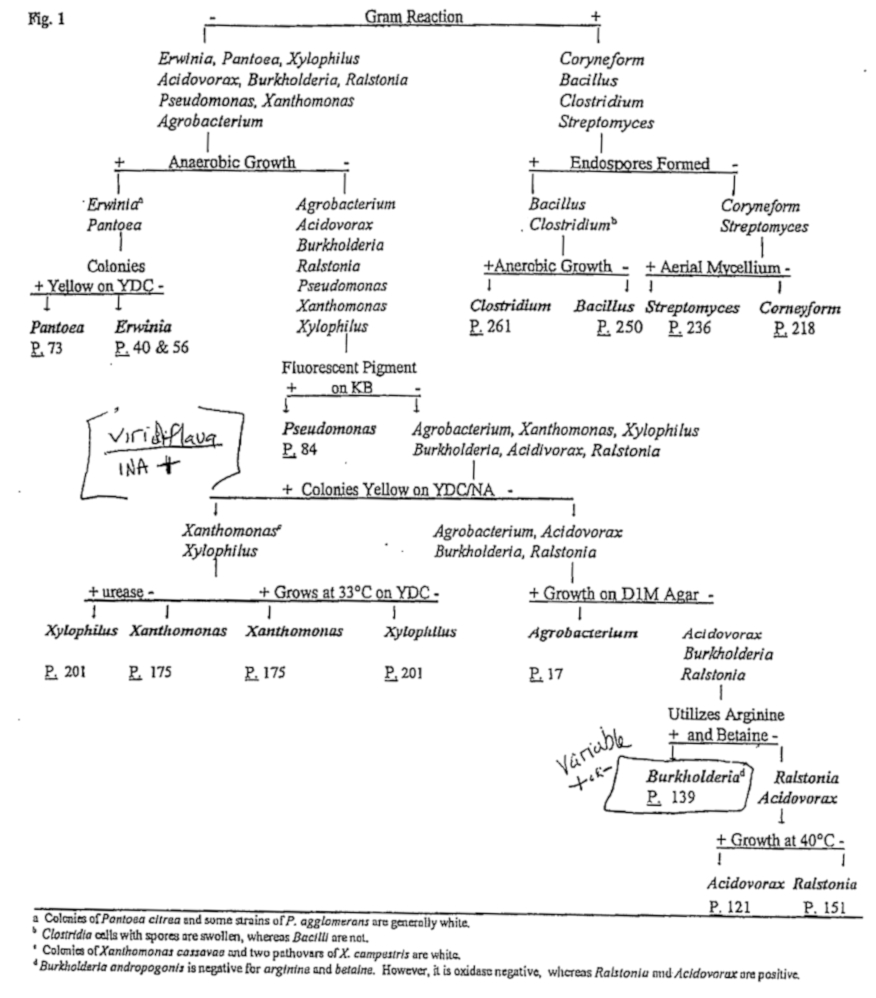 Fig. 1
- Gram Reaction +
Erwinia, Pantoea, Xylophilus
Acidovorax, Burkholderia, Ralstonia
Pseudomonas, Xanthomonas
Agrobacterium
Coryneform
Bacillus
Clostridium
Streptomyces
+ Anaerobic Growth -
+ Endospores Formed -
Erwiniaᵃ
Pantoea
Agrobacterium
Acidovorax
Burkholderia
Ralstonia
Pseudomonas
Xanthomonas
Xylophilus
Bacillus
Clostridiumᵇ
Coryneform
Streptomyces
Colonies
+ Yellow on YDC -
+Anerobic Growth -
+ Aerial Mycellium -
Pantoea
P. 73
Erwinia
P. 40 & 56
Clostridium
P. 261
Bacillus
P. 250
Streptomyces
P. 236
Corneyform
P. 218
Fluorescent Pigment
+ on KB -
Pseudomonas
P. 84
Agrobacterium, Xanthomonas, Xylophilus
Burkholderia, Acidivorax, Ralstonia
viridiflava
INA +
+ Colonies Yellow on YDC/NA -
Xanthomonasᶜ
Xylophilus
Agrobacterium, Acidovorax
Burkholderia, Ralstonia
+ urease -
+ Grows at 33°C on YDC -
+ Growth on D1M Agar -
Xylophilus
P. 201
Xanthomonas
P. 175
Xanthomonas
P. 175
Xylophilus
P. 201
Agrobacterium
P. 17
Acidovorax
Burkholderia
Ralstonia
Utilizes Arginine
+ and Betaine -
Variable
+ or -
Burkholderiaᵈ
P. 139
Ralstonia
Acidovorax
+ Growth at 40°C -
Acidovorax
P. 121
Ralstonia
P. 151
a Colonies of Pantoea citrea and some strains of P. agglomerans are generally white.
ᵇ Clostridia cells with spores are swollen, whereas Bacilli are not.
ᶜ Colonies of Xanthomonas cassavae and two pathovars of X. campestris are white.
ᵈ Burkholderia andropogonis is negative for arginine and betaine. However, it is oxidase negative, whereas Ralstonia and Acidovorax are positive.